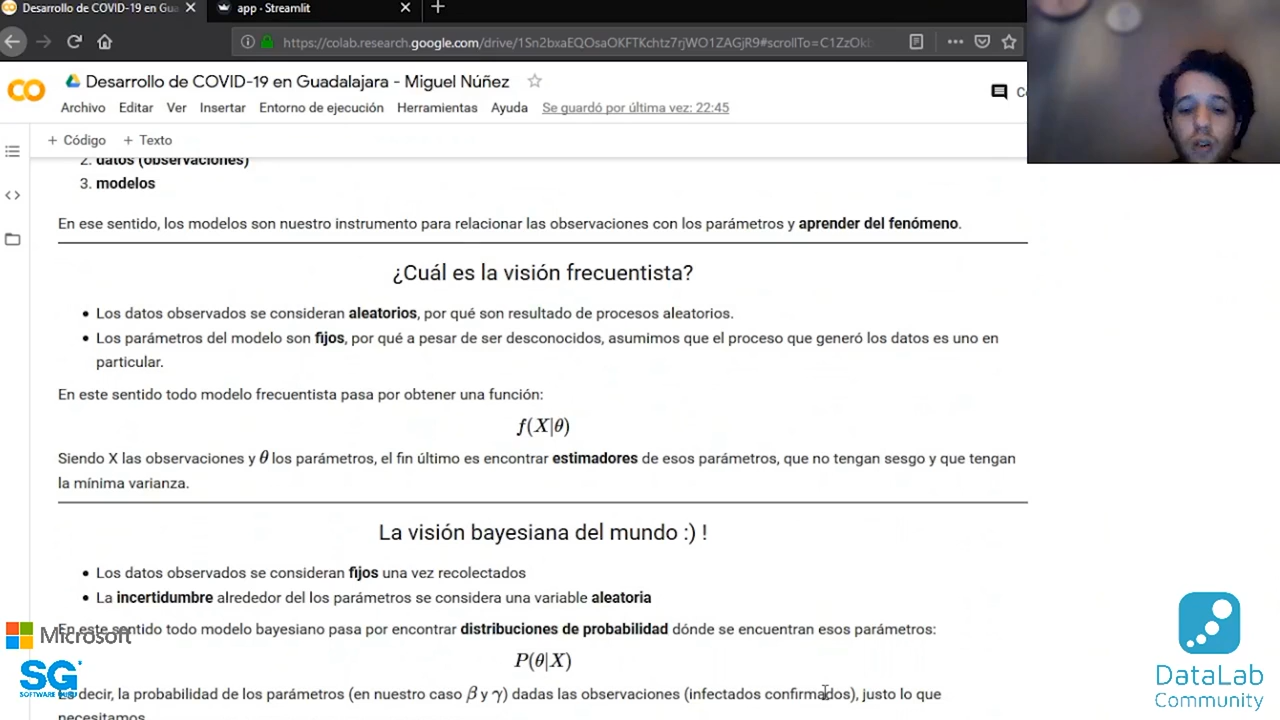 Desarrollo de COVID-19 en Gua
app - Streamlit
https://colab.research.google.com/drive/1Sn2bxaEQOsaOKFTKchtz7rjWO1ZAGjR9#scrollTo=C1ZzOkb
Desarrollo de COVID-19 en Guadalajara - Miguel Núñez
Archivo Editar Ver Insertar Entorno de ejecución Herramientas Ayuda Se guardó por última vez: 22:45
+ Código + Texto
2. datos (observaciones)
3. modelos
En ese sentido, los modelos son nuestro instrumento para relacionar las observaciones con los parámetros y aprender del fenómeno.
¿Cuál es la visión frecuentista?
• Los datos observados se consideran aleatorios, por qué son resultado de procesos aleatorios.
• Los parámetros del modelo son fijos, por qué a pesar de ser desconocidos, asumimos que el proceso que generó los datos es uno en
particular.
En este sentido todo modelo frecuentista pasa por obtener una función:
f(X|θ)
Siendo X las observaciones y θ los parámetros, el fin último es encontrar estimadores de esos parámetros, que no tengan sesgo y que tengan
la mínima varianza.
La visión bayesiana del mundo :) !
• Los datos observados se consideran fijos una vez recolectados
• La incertidumbre alrededor del los parámetros se considera una variable aleatoria
En este sentido todo modelo bayesiano pasa por encontrar distribuciones de probabilidad dónde se encuentran esos parámetros:
P(θ|X)
decir, la probabilidad de los parámetros (en nuestro caso β y γ) dadas las observaciones (infectados confirmados), justo lo que
necesitamos.
Microsoft
SG
DataLab
Community